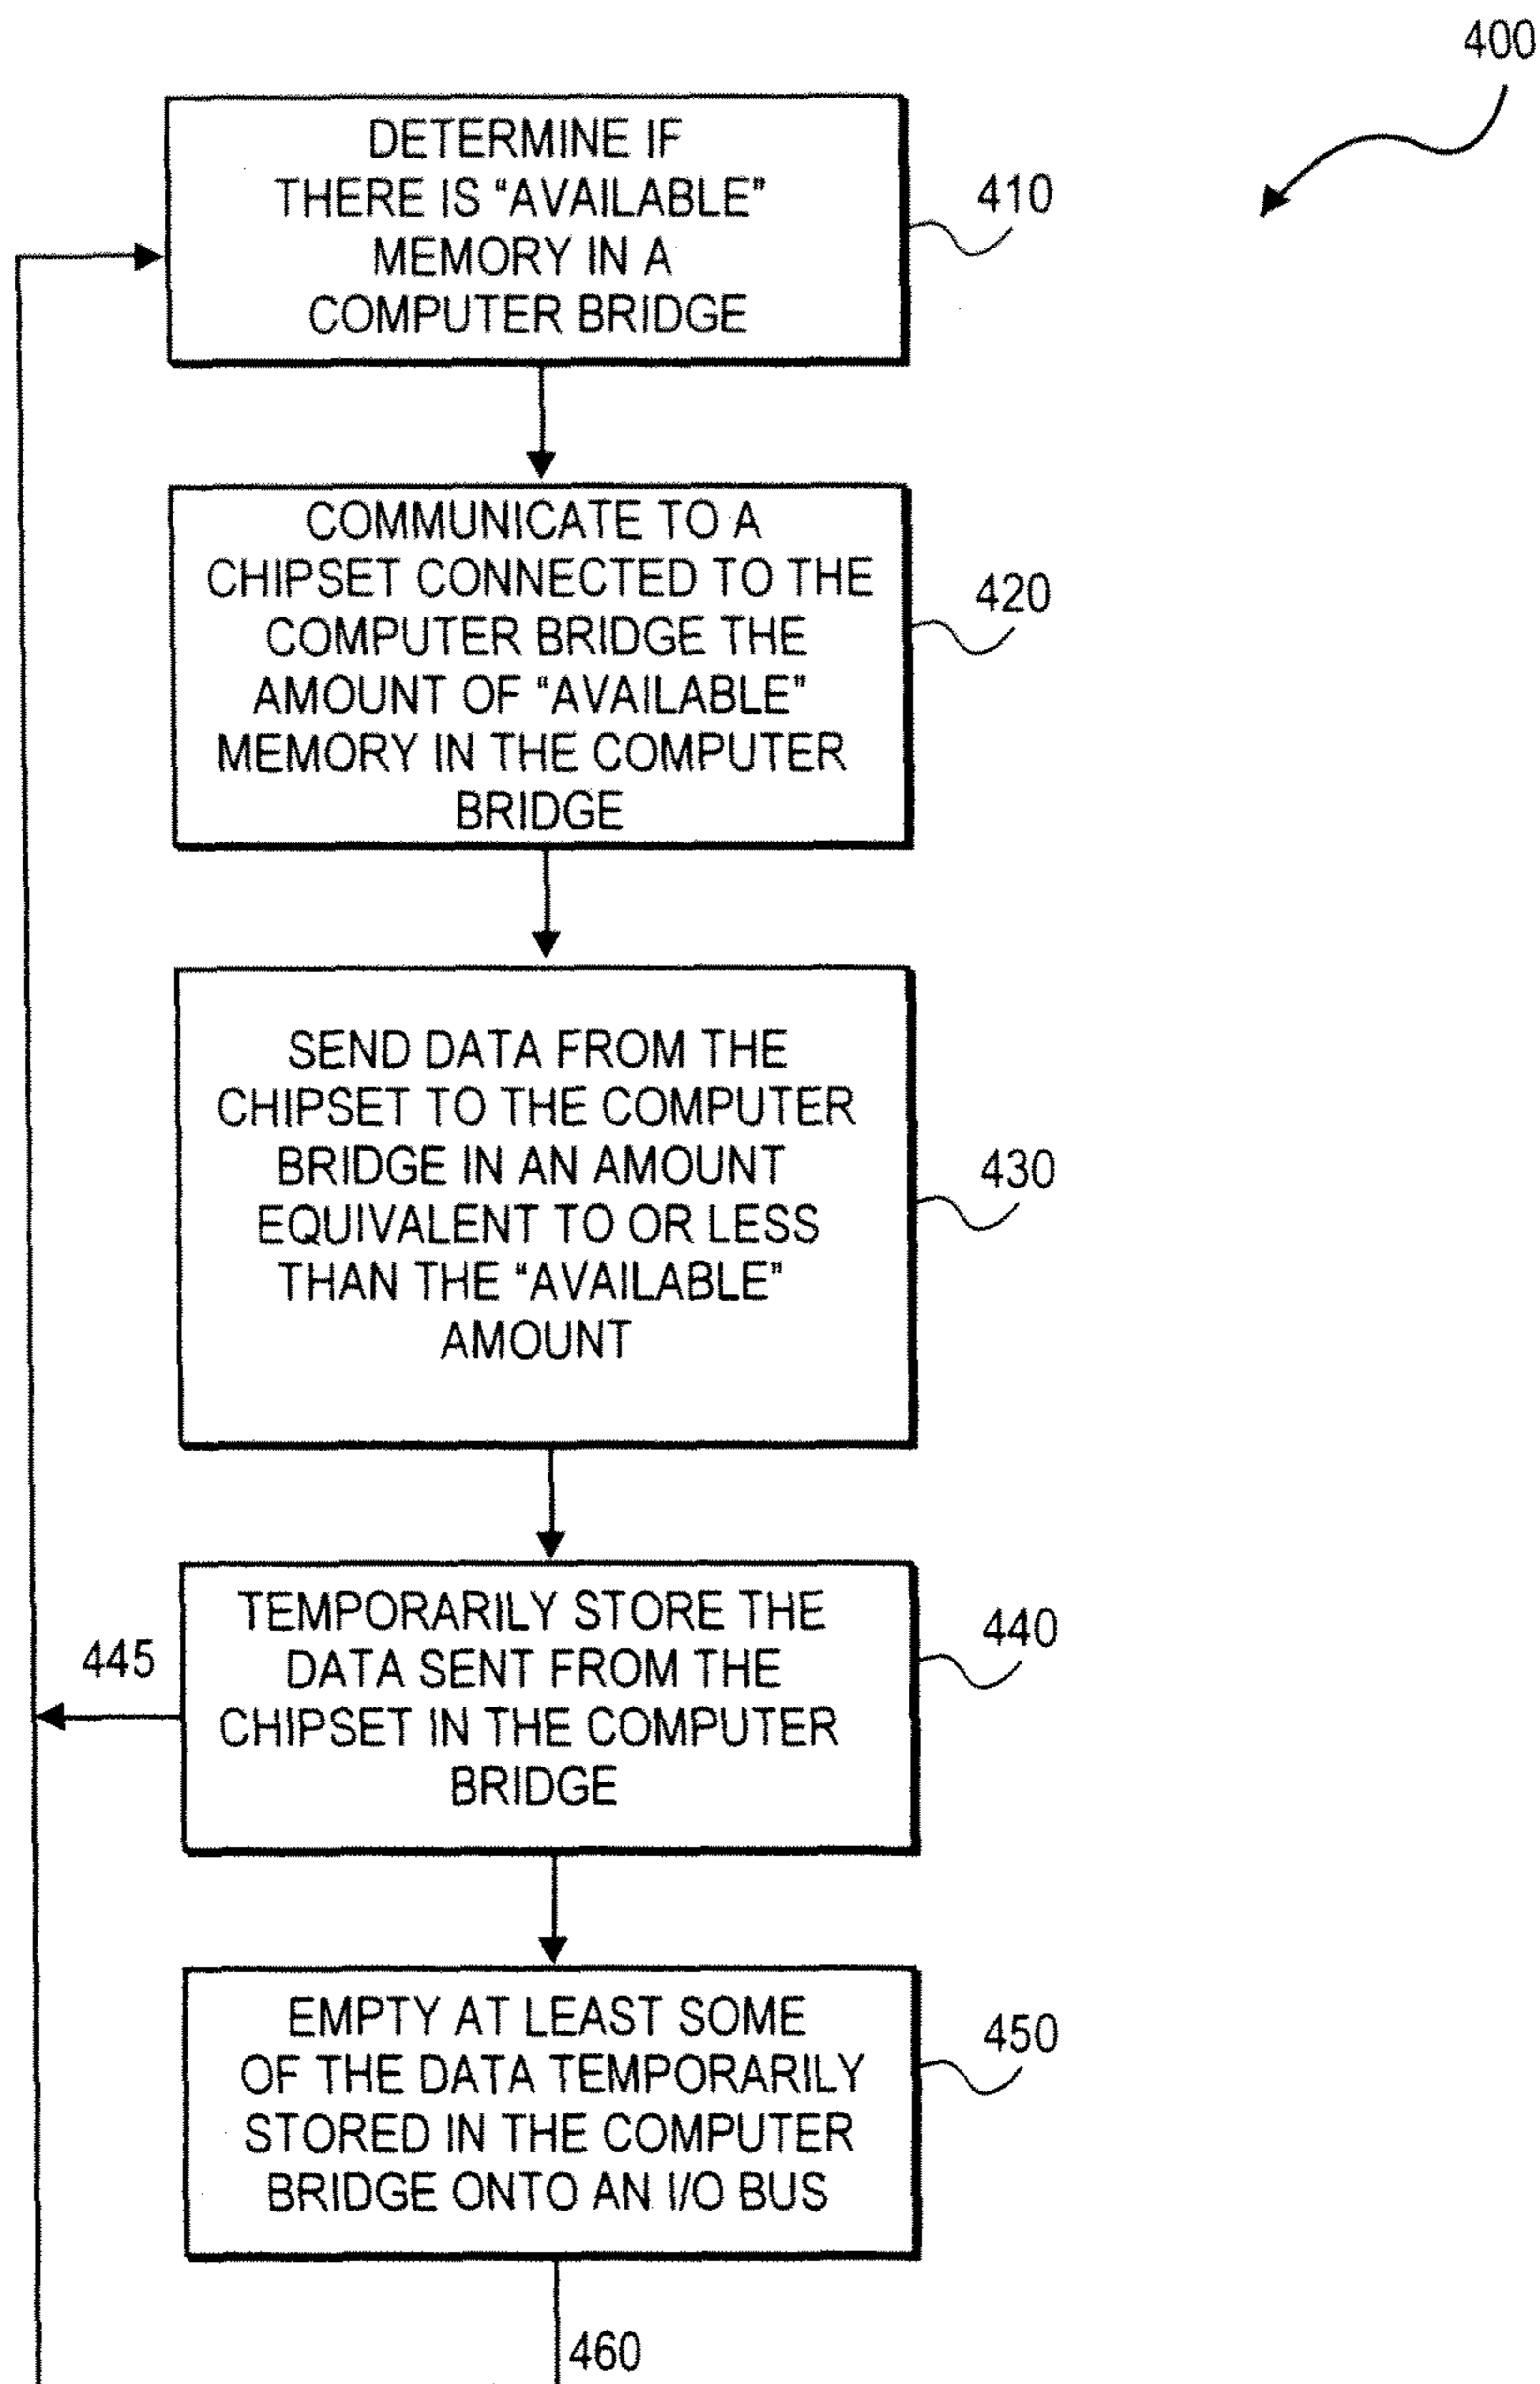 400
DETERMINE IF
THERE IS “AVAILABLE”
MEMORY IN A
COMPUTER BRIDGE
410
COMMUNICATE TO A
CHIPSET CONNECTED TO THE
COMPUTER BRIDGE THE
AMOUNT OF “AVAILABLE”
MEMORY IN THE COMPUTER
BRIDGE
420
SEND DATA FROM THE
CHIPSET TO THE COMPUTER
BRIDGE IN AN AMOUNT
EQUIVALENT TO OR LESS
THAN THE “AVAILABLE”
AMOUNT
430
TEMPORARILY STORE THE
DATA SENT FROM THE
CHIPSET IN THE COMPUTER
BRIDGE
440
445
EMPTY AT LEAST SOME
OF THE DATA TEMPORARILY
STORED IN THE COMPUTER
BRIDGE ONTO AN I/O BUS
450
460